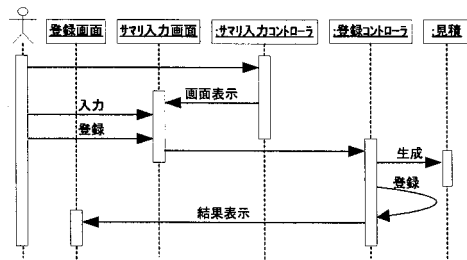 登録画面
サマリ入力画面
:サマリ入力コントローラ
:登録コントローラ
:見積
画面表示
入力
登録
生成
登録
結果表示